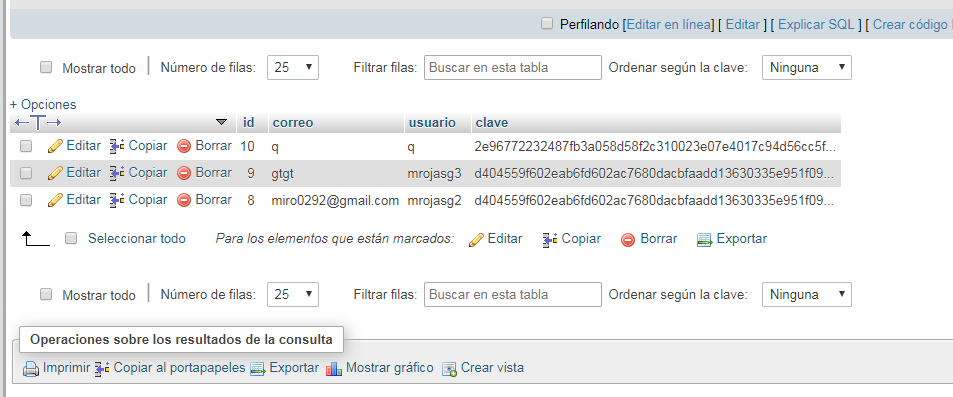 Perfilando [Editar en línea] [ Editar ] [ Explicar SQL ] [ Crear código
Mostrar todo Número de filas: 25 Filtrar filas: Buscar en esta tabla Ordenar según la clave: Ninguna
+ Opciones
←T→ id correo usuario clave
Editar Copiar Borrar 10 q q 2e96772232487fb3a058d58f2c310023e07e4017c94d56cc5f...
Editar Copiar Borrar 9 gtgt mrojasg3 d404559f602eab6fd602ac7680dacbfaadd13630335e951f09...
Editar Copiar Borrar 8 miro0292@gmail.com mrojasg2 d404559f602eab6fd602ac7680dacbfaadd13630335e951f09...
Seleccionar todo Para los elementos que están marcados: Editar Copiar Borrar Exportar
Mostrar todo Número de filas: 25 Filtrar filas: Buscar en esta tabla Ordenar según la clave: Ninguna
Operaciones sobre los resultados de la consulta
Imprimir Copiar al portapapeles Exportar Mostrar gráfico Crear vista